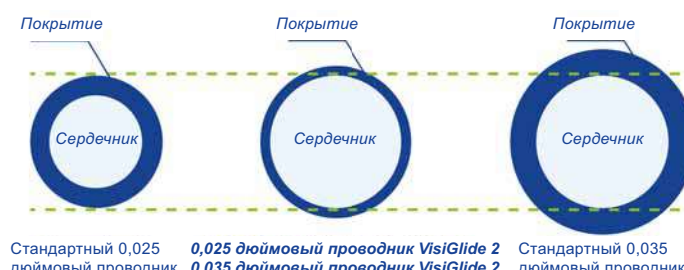 Покрытие Покрытие Покрытие
Сердечник Сердечник Сердечник
Стандартный 0,025 0,025 дюймовый проводник VisiGlide 2 Стандартный 0,035
дюймовый проводник 0,035 дюймовый проводник VisiGlide 2 дюймовый проводник